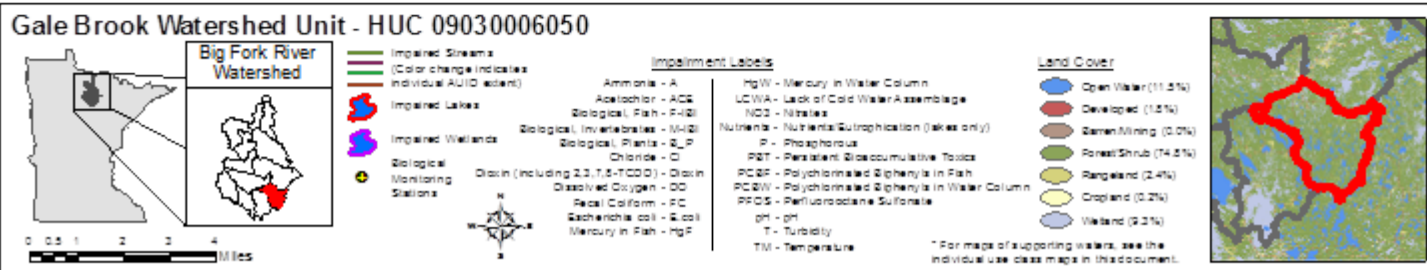 Gale Brook Watershed Unit - HUC 09030006050
Big Fork River
Watershed
Impaired Streams
(Color change indicates
individual AUID extent)
Impaired Lakes
Impaired Wetlands
Biological
Monitoring
Stations
0 0.5 1 2 3 4
Miles
N
W
E
S
Impairment Labels
Ammonia - A
Acetochlor - ACE
Biological, Fish - F-IBI
Biological, Invertebrates - M-IBI
Biological, Plants - B_P
Chloride - Cl
Dioxin (including 2,3,7,8-TCDD) - Dioxin
Dissolved Oxygen - DO
Fecal Coliform - FC
Escherichia coli - E.coli
Mercury in Fish - HgF
HgW - Mercury in Water Column
LCWA - Lack of Cold Water Assemblage
NO3 - Nitrates
Nutrients - Nutrients/Eutrophication (lakes only)
P - Phosphorous
PBT - Persistent Bioaccumulative Toxics
PCBF - Polychlorinated Biphenyls in Fish
PCBW - Polychlorinated Biphenyls in Water Column
PFOS - Perfluorooctane Sulfonate
pH - pH
T - Turbidity
TM - Temperature
Land Cover
Open Water (11.5%)
Developed (1.8%)
Barren/Mining (0.0%)
Forest/Shrub (74.8%)
Rangeland (2.4%)
Cropland (0.2%)
Wetland (9.3%)
* For maps of supporting waters, see the
individual use class maps in this document.